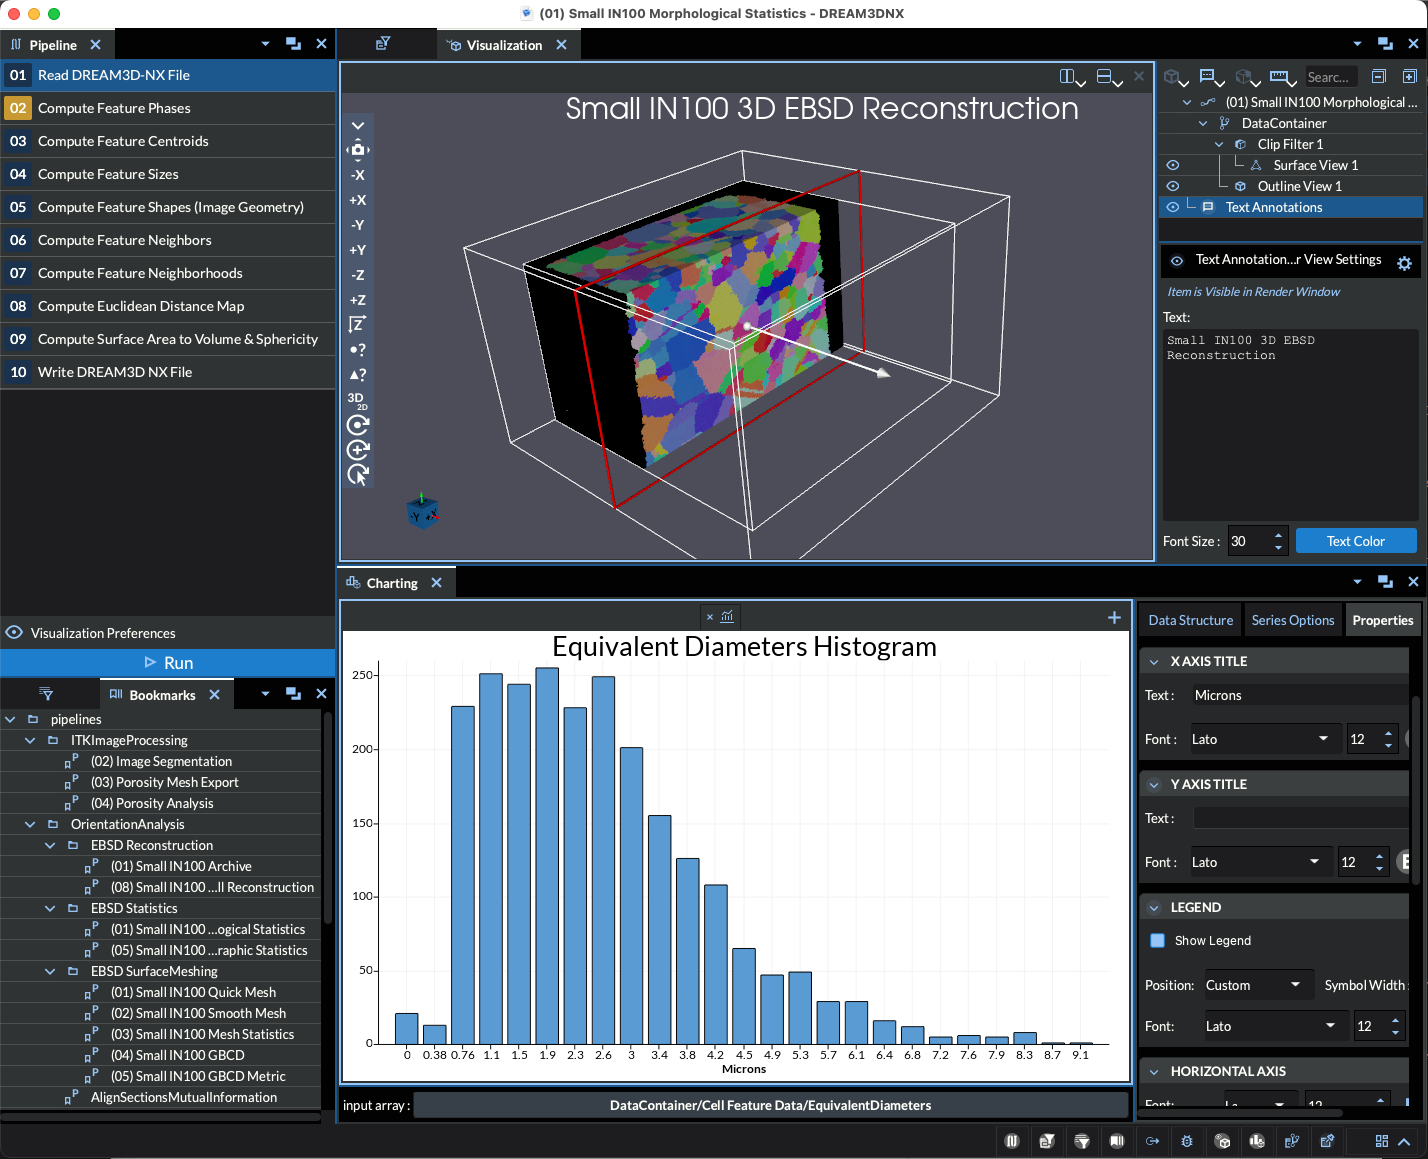 (01) Small IN100 Morphological Statistics - DREAM3DNX
Pipeline
01 Read DREAM3D-NX File
02 Compute Feature Phases
03 Compute Feature Centroids
04 Compute Feature Sizes
05 Compute Feature Shapes (Image Geometry)
06 Compute Feature Neighbors
07 Compute Feature Neighborhoods
08 Compute Euclidean Distance Map
09 Compute Surface Area to Volume & Sphericity
10 Write DREAM3D NX File
Visualization Preferences
Run
Bookmarks
pipelines
ITKImageProcessing
(02) Image Segmentation
(03) Porosity Mesh Export
(04) Porosity Analysis
OrientationAnalysis
EBSD Reconstruction
(01) Small IN100 Archive
(08) Small IN100 ...ll Reconstruction
EBSD Statistics
(01) Small IN100 ...ogical Statistics
(05) Small IN100 ...raphic Statistics
EBSD SurfaceMeshing
(01) Small IN100 Quick Mesh
(02) Small IN100 Smooth Mesh
(03) Small IN100 Mesh Statistics
(04) Small IN100 GBCD
(05) Small IN100 GBCD Metric
AlignSectionsMutualInformation
Visualization
Small IN100 3D EBSD Reconstruction
-X
+X
-Y
+Y
-Z
+Z
Z
?
?
3D
2D
-Y
Searc...
(01) Small IN100 Morphological ...
DataContainer
Clip Filter 1
Surface View 1
Outline View 1
Text Annotations
Text Annotation...r View Settings
Item is Visible in Render Window
Text:
Small IN100 3D EBSD
Reconstruction
Font Size : 30 Text Color
Charting
Equivalent Diameters Histogram
250
200
150
100
50
0
0 0.38 0.76 1.1 1.5 1.9 2.3 2.6 3 3.4 3.8 4.2 4.5 4.9 5.3 5.7 6.1 6.4 6.8 7.2 7.6 7.9 8.3 8.7 9.1
Microns
input array : DataContainer/Cell Feature Data/EquivalentDiameters
Data Structure Series Options Properties
X AXIS TITLE
Text : Microns
Font : Lato 12
Y AXIS TITLE
Text :
Font : Lato 12
LEGEND
Show Legend
Position: Custom Symbol Width :
Font: Lato 12
HORIZONTAL AXIS
Font: 12